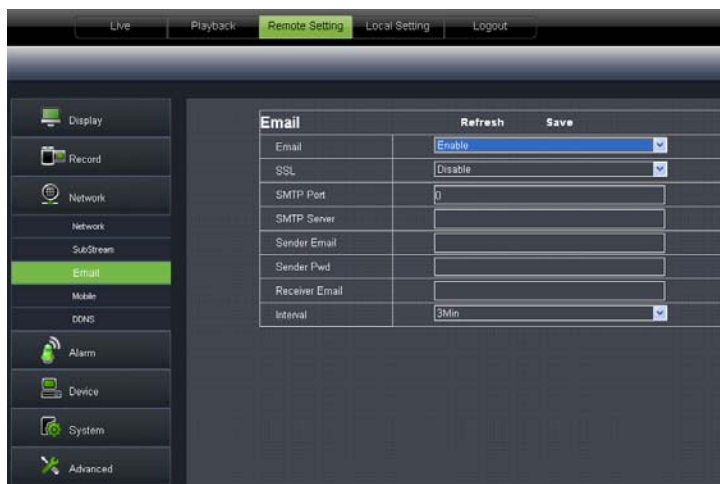 Live Playback Remote Setting Local Setting Logout
Display
Record
Network
Network
SubStream
Email
Mobile
DDNS
Alarm
Device
System
Advanced
Email Refresh Save
Email Enable
SSL Disable
SMTP Port 0
SMTP Server
Sender Email
Sender Pwd
Receiver Email
Interval 3Min